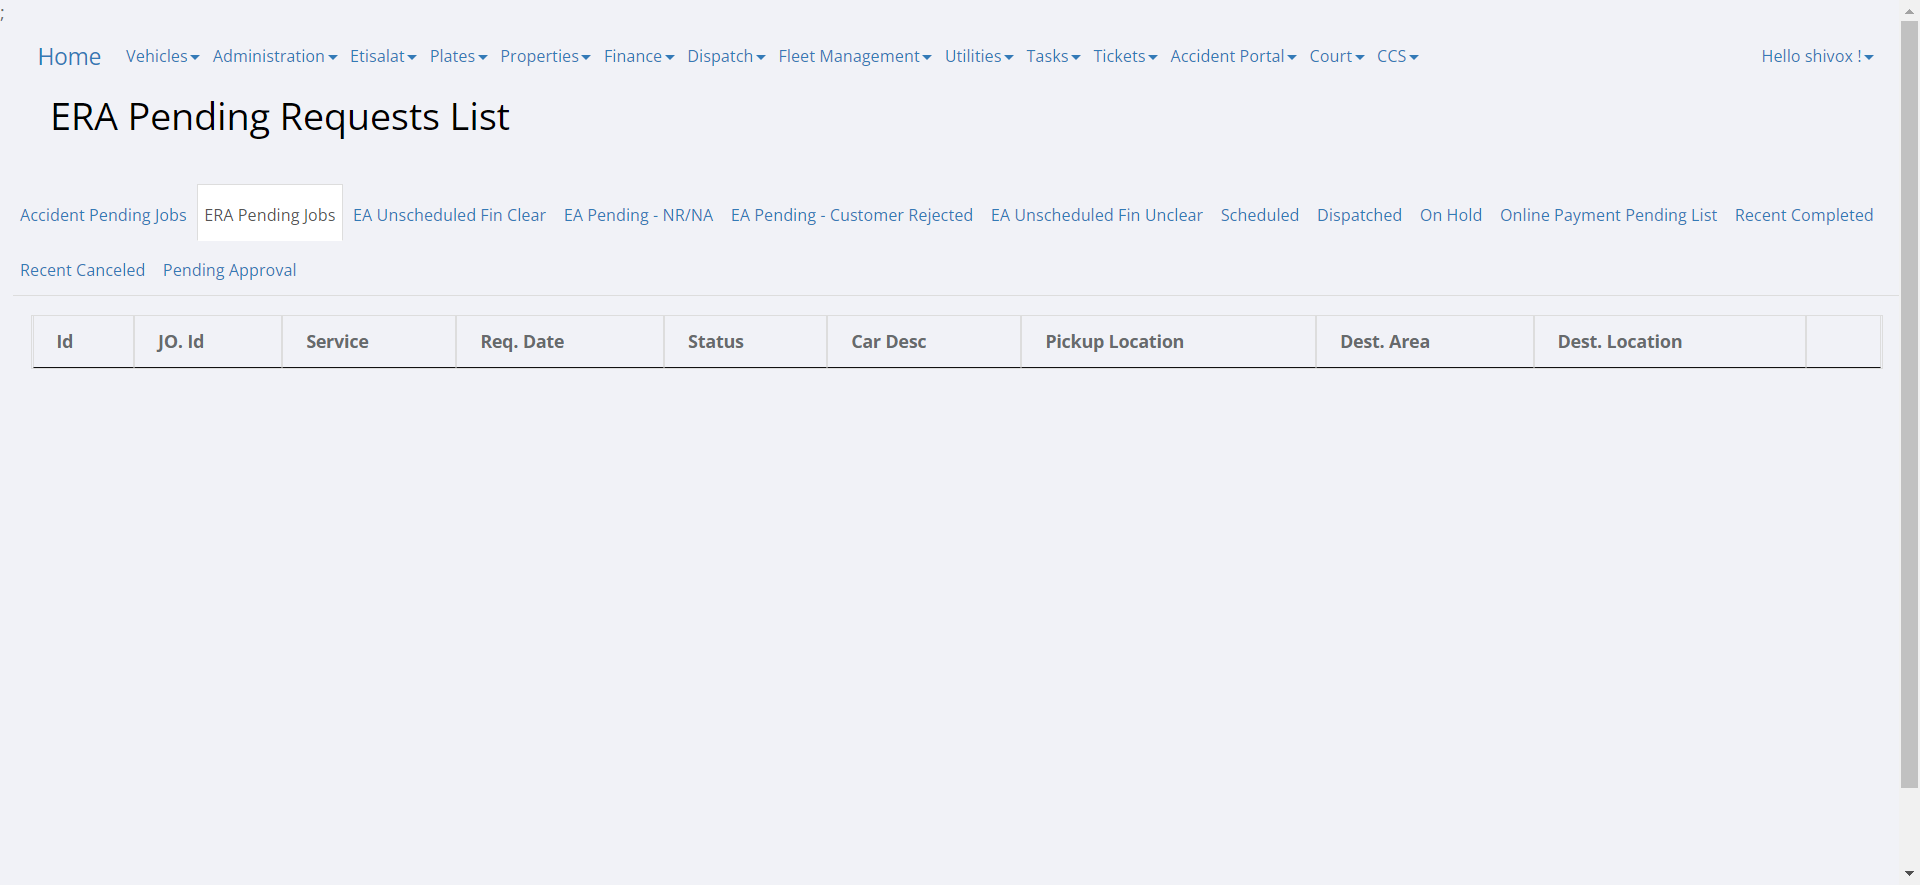 ;
Home Vehicles Administration Etisalat Plates Properties Finance Dispatch Fleet Management Utilities Tasks Tickets Accident Portal Court CCS Hello shivox !
ERA Pending Requests List
Accident Pending Jobs ERA Pending Jobs EA Unscheduled Fin Clear EA Pending - NR/NA EA Pending - Customer Rejected EA Unscheduled Fin Unclear Scheduled Dispatched On Hold Online Payment Pending List Recent Completed
Recent Canceled Pending Approval
Id JO. Id Service Req. Date Status Car Desc Pickup Location Dest. Area Dest. Location